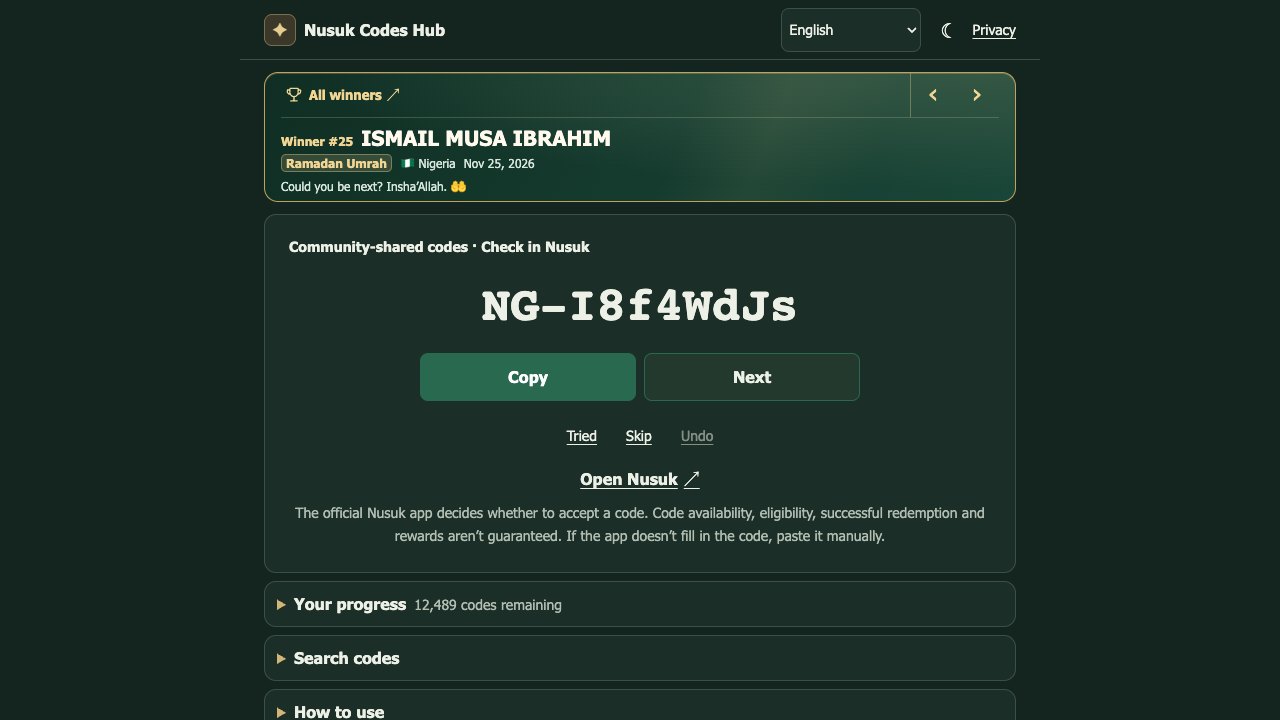 Nusuk Codes Hub
English
Privacy
All winners ↗
Winner #25 ISMAIL MUSA IBRAHIM
Ramadan Umrah 🇳🇬 Nigeria Nov 25, 2026
Could you be next? Insha’Allah. 🤲
Community-shared codes · Check in Nusuk
NG-I8f4WdJs
Copy
Next
Tried
Skip
Undo
Open Nusuk ↗
The official Nusuk app decides whether to accept a code. Code availability, eligibility, successful redemption and
rewards aren’t guaranteed. If the app doesn’t fill in the code, paste it manually.
Your progress 12,489 codes remaining
Search codes
How to use